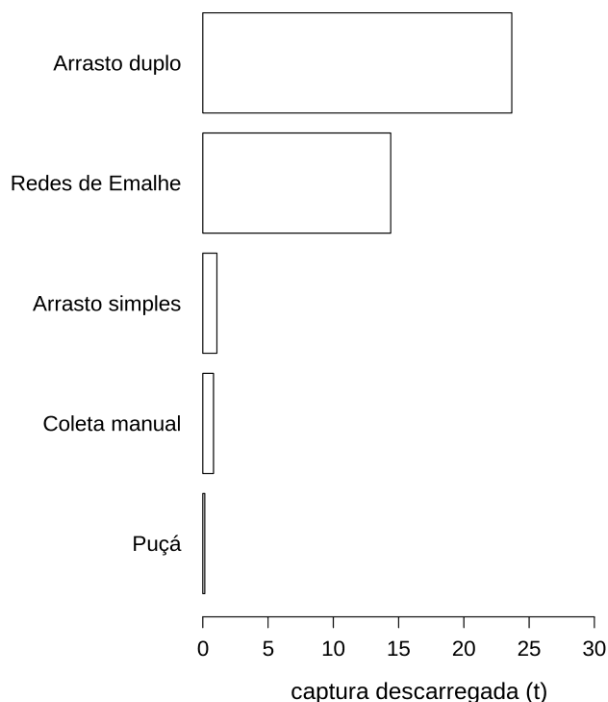 Arrasto duplo
Redes de Emalhe
Arrasto simples
Coleta manual
Puçá
0 5 10 15 20 25 30
captura descarregada (t)